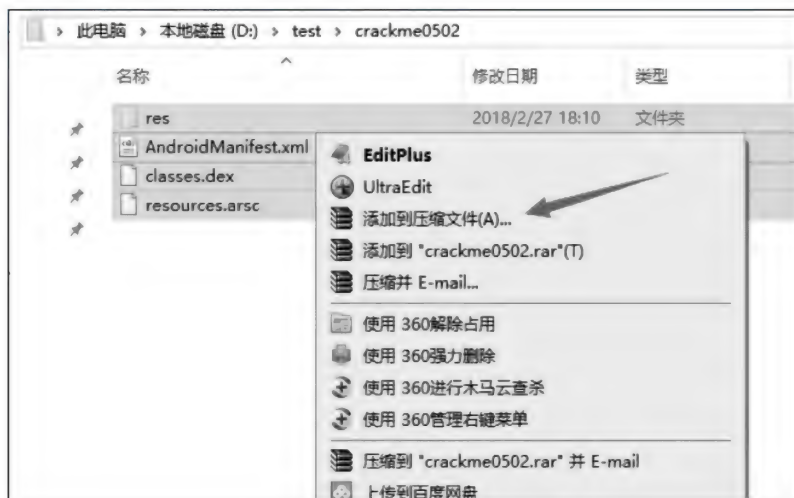 此电脑 > 本地磁盘 (D:) > test > crackme0502
名称 修改日期 类型
res 2018/2/27 18:10 文件夹
AndroidManifest.xml
classes.dex
resources.arsc
EditPlus
UltraEdit
添加到压缩文件(A)...
添加到 "crackme0502.rar"(T)
压缩并 E-mail...
使用 360解除占用
使用 360强力删除
使用 360进行木马云查杀
使用 360管理右键菜单
压缩到 "crackme0502.rar" 并 E-mail
上传到百度网盘